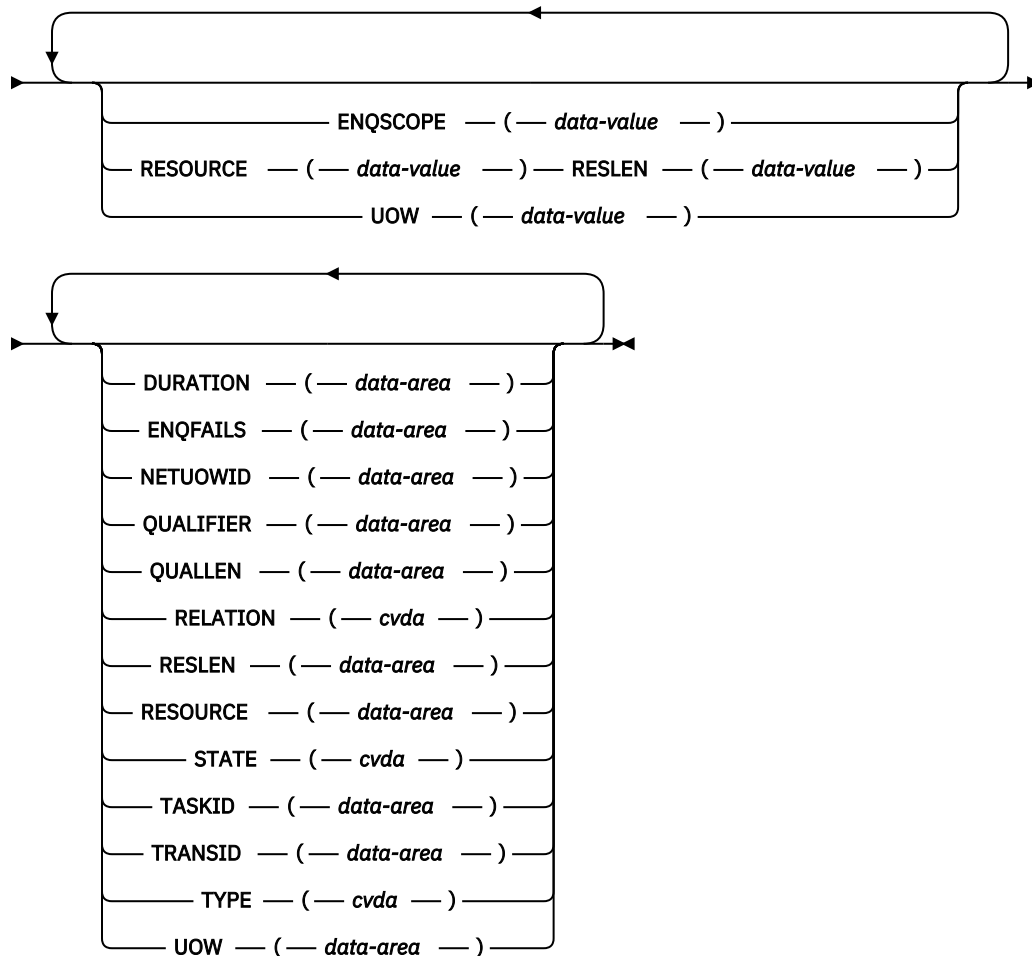 ENQSCOPE ( data-value )
RESOURCE ( data-value ) RESLEN ( data-value )
UOW ( data-value )
DURATION ( data-area )
ENQFAILS ( data-area )
NETUOWID ( data-area )
QUALIFIER ( data-area )
QUALLEN ( data-area )
RELATION ( cvda )
RESLEN ( data-area )
RESOURCE ( data-area )
STATE ( cvda )
TASKID ( data-area )
TRANSID ( data-area )
TYPE ( cvda )
UOW ( data-area )